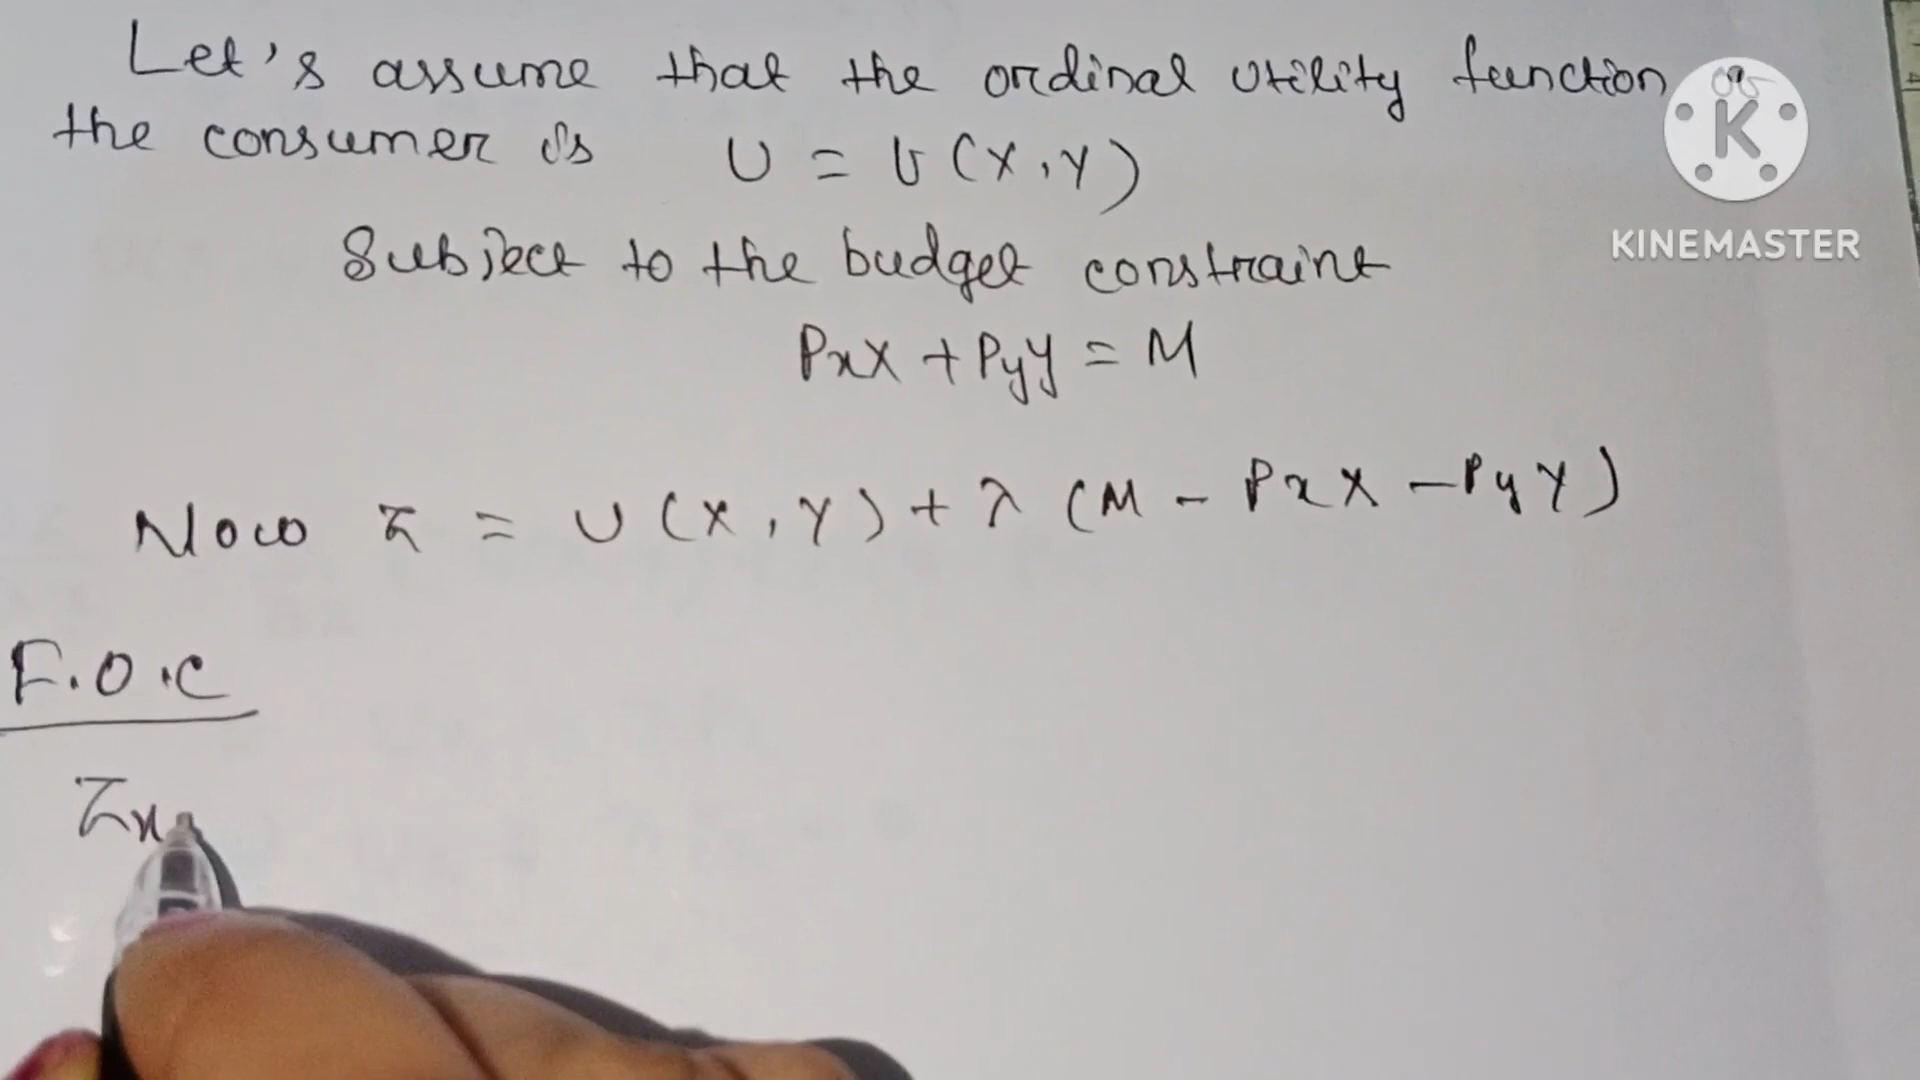 Let's assume that the ordinal utility function
the consumer is U = U(X,Y)
Subject to the budget constraint
PxX + PyY = M
Now Z = U(X,Y) + λ (M - PxX - PyY)
F.O.C
Zx
KINEMASTER